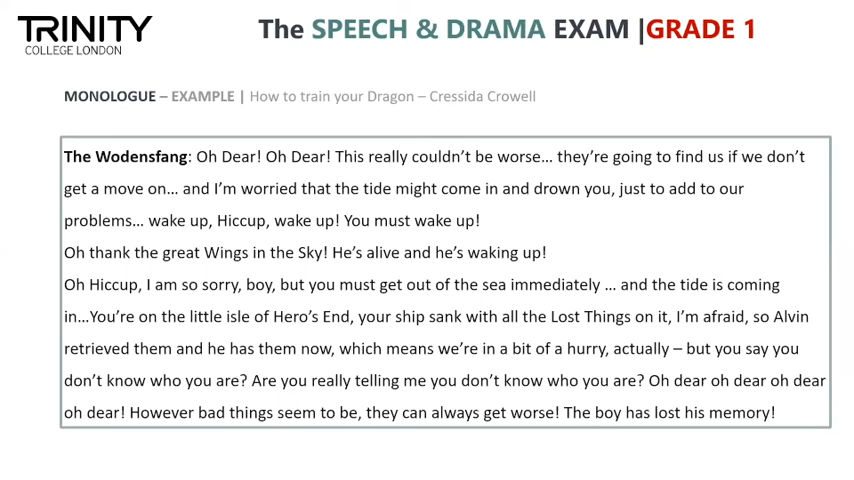 TRINITY
COLLEGE LONDON
The SPEECH & DRAMA EXAM |GRADE 1
MONOLOGUE – EXAMPLE | How to train your Dragon – Cressida Crowell
The Wodensfang: Oh Dear! Oh Dear! This really couldn’t be worse… they’re going to find us if we don’t
get a move on… and I’m worried that the tide might come in and drown you, just to add to our
problems… wake up, Hiccup, wake up! You must wake up!
Oh thank the great Wings in the Sky! He’s alive and he’s waking up!
Oh Hiccup, I am so sorry, boy, but you must get out of the sea immediately … and the tide is coming
in…You’re on the little isle of Hero’s End, your ship sank with all the Lost Things on it, I’m afraid, so Alvin
retrieved them and he has them now, which means we’re in a bit of a hurry, actually – but you say you
don’t know who you are? Are you really telling me you don’t know who you are? Oh dear oh dear oh dear
oh dear! However bad things seem to be, they can always get worse! The boy has lost his memory!